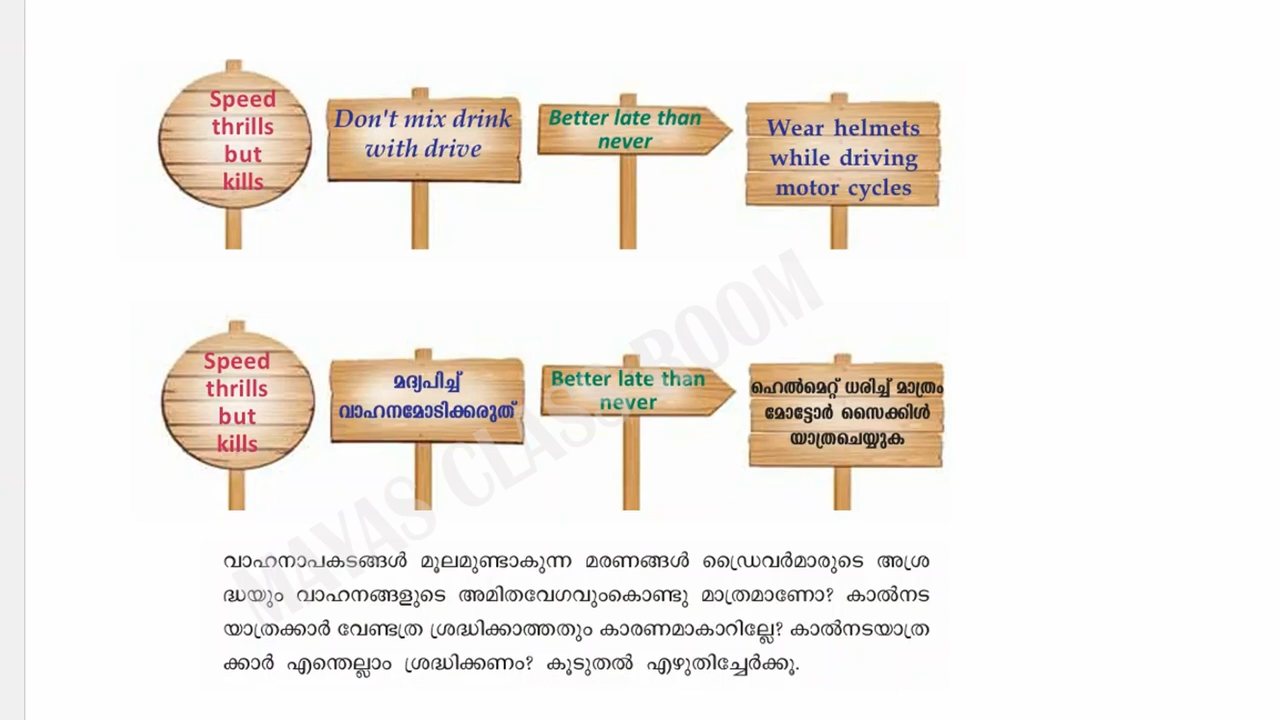 Speed
thrills
but
kills
Don't mix drink
with drive
Better late than
never
Wear helmets
while driving
motor cycles
Speed
thrills
but
kills
മദ്യപിച്ച്
വാഹനമോടിക്കരുത്
Better late than
never
ഹെൽമെറ്റ് ധരിച്ച് മാത്രം
മോട്ടോർ സൈക്കിൾ
യാത്രചെയ്യുക
MAYAS CLASS ROOM
വാഹനാപകടങ്ങൾ മൂലമുണ്ടാകുന്ന മരണങ്ങൾ ഡ്രൈവർമാരുടെ അശ്ര
ദ്ധയും വാഹനങ്ങളുടെ അമിതവേഗവുംകൊണ്ടു മാത്രമാണോ? കാൽനട
യാത്രക്കാർ വേണ്ടത്ര ശ്രദ്ധിക്കാത്തതും കാരണമാകാറില്ലേ? കാൽനടയാത്ര
ക്കാർ എന്തെല്ലാം ശ്രദ്ധിക്കണം? കൂടുതൽ എഴുതിച്ചേർക്കൂ.